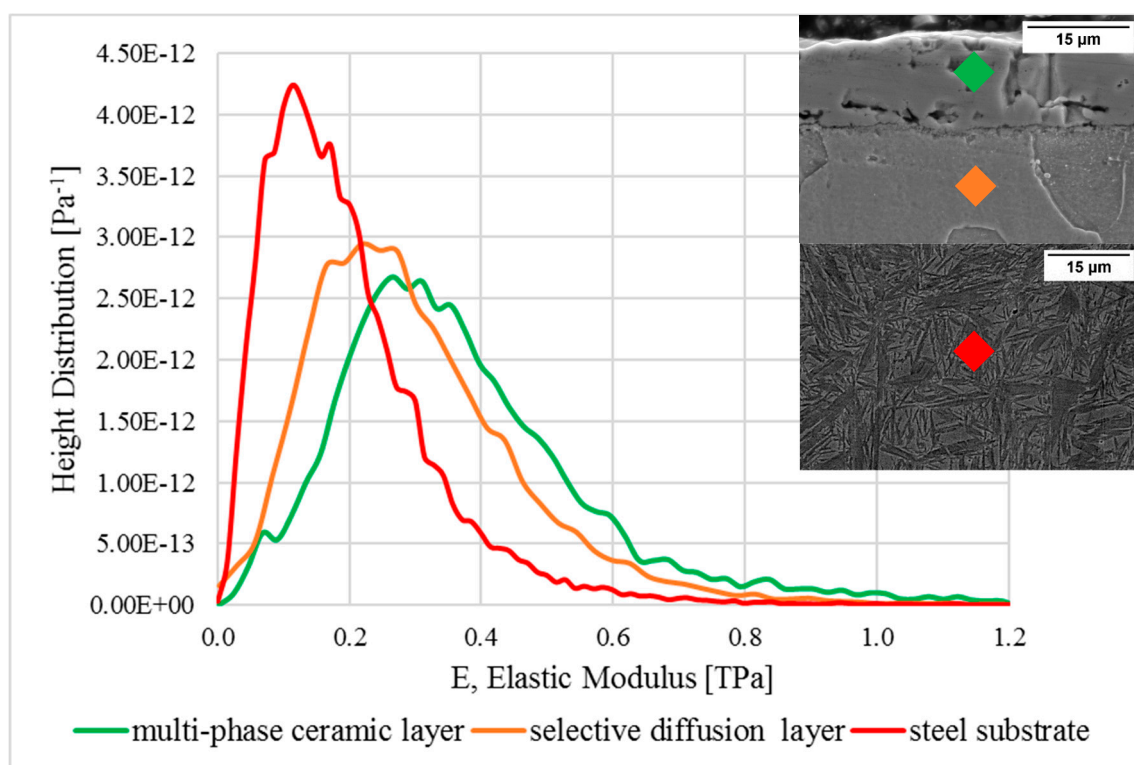 15 µm
15 µm
Height Distribution [Pa⁻¹]
4.50E-12
4.00E-12
3.50E-12
3.00E-12
2.50E-12
2.00E-12
1.50E-12
1.00E-12
5.00E-13
0.00E+00
0.0 0.2 0.4 0.6 0.8 1.0 1.2
E, Elastic Modulus [TPa]
multi-phase ceramic layer selective diffusion layer steel substrate